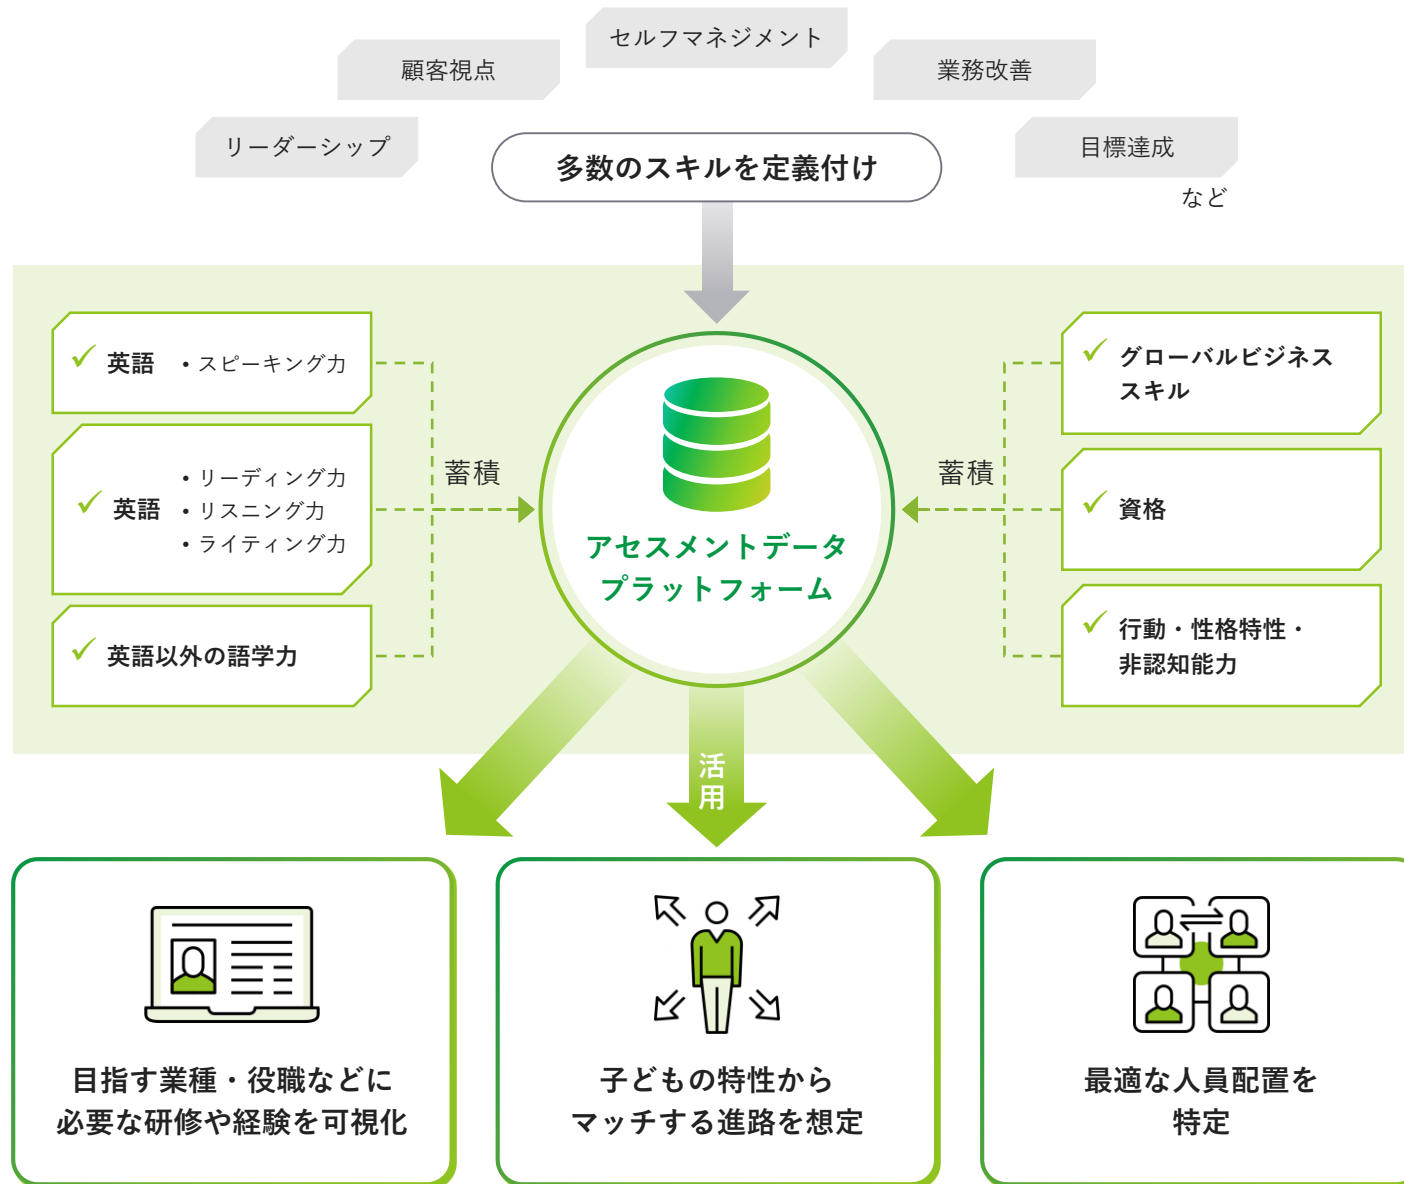 セルフマネジメント
顧客視点
業務改善
リーダーシップ
目標達成
など
多数のスキルを定義付け
英語
・スピーキング力
英語
・リーディング力
・リスニング力
・ライティング力
英語以外の語学力
蓄積
アセスメントデータ
プラットフォーム
蓄積
グローバルビジネス
スキル
資格
行動・性格特性・
非認知能力
活用
目指す業種・役職などに
必要な研修や経験を可視化
子どもの特性から
マッチする進路を想定
最適な人員配置を
特定